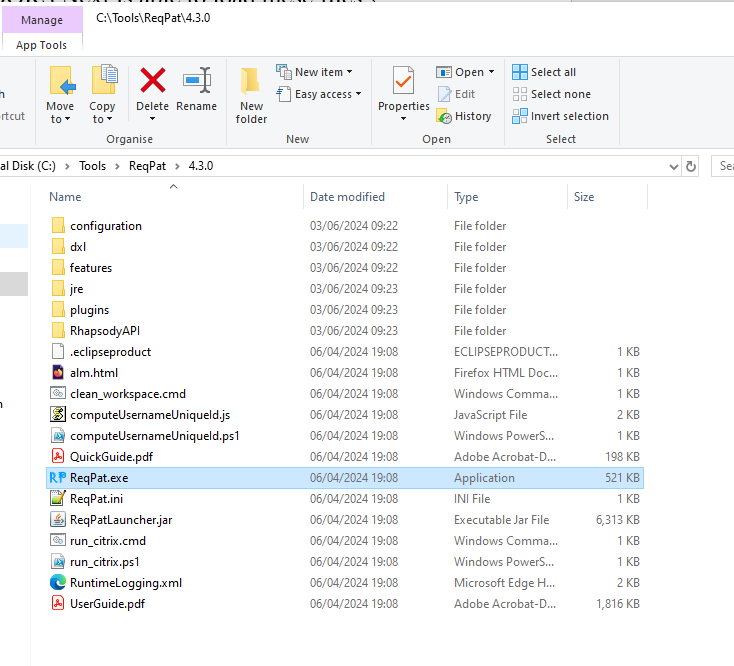 Manage
C:\Tools\ReqPat\4.3.0
App Tools
Move to
Copy to
Delete
Rename
New folder
New item
Easy access
Properties
Open
Edit
History
Select all
Select none
Invert selection
Organise
New
Open
Select
al Disk (C:) > Tools > ReqPat > 4.3.0
Name Date modified Type Size
configuration 03/06/2024 09:22 File folder
dxl 03/06/2024 09:22 File folder
features 03/06/2024 09:22 File folder
jre 03/06/2024 09:23 File folder
plugins 03/06/2024 09:23 File folder
RhapsodyAPI 03/06/2024 09:23 File folder
.eclipseproduct 06/04/2024 19:08 ECLIPSEPRODUCT... 1 KB
alm.html 06/04/2024 19:08 Firefox HTML Doc... 1 KB
clean_workspace.cmd 06/04/2024 19:08 Windows Comma... 1 KB
computeUsernameUniqueId.js 06/04/2024 19:08 JavaScript File 2 KB
computeUsernameUniqueId.ps1 06/04/2024 19:08 Windows PowerS... 1 KB
QuickGuide.pdf 06/04/2024 19:08 Adobe Acrobat-D... 198 KB
ReqPat.exe 06/04/2024 19:08 Application 521 KB
ReqPat.ini 06/04/2024 19:08 INI File 1 KB
ReqPatLauncher.jar 06/04/2024 19:08 Executable Jar File 6,313 KB
run_citrix.cmd 06/04/2024 19:08 Windows Comma... 1 KB
run_citrix.ps1 06/04/2024 19:08 Windows PowerS... 1 KB
RuntimeLogging.xml 06/04/2024 19:08 Microsoft Edge H... 2 KB
UserGuide.pdf 06/04/2024 19:08 Adobe Acrobat-D... 1,816 KB